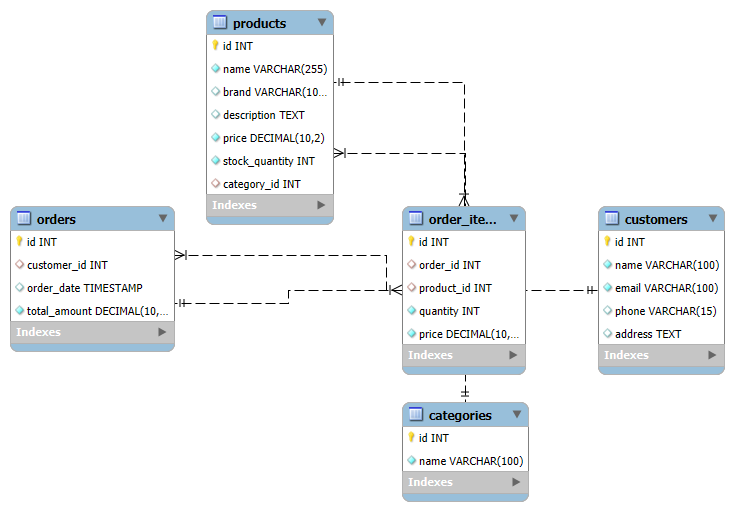 products
id INT
name VARCHAR(255)
brand VARCHAR(10...
description TEXT
price DECIMAL(10,2)
stock_quantity INT
category_id INT
Indexes
orders
id INT
customer_id INT
order_date TIMESTAMP
total_amount DECIMAL(10,...
Indexes
order_ite...
id INT
order_id INT
product_id INT
quantity INT
price DECIMAL(10,...
Indexes
customers
id INT
name VARCHAR(100)
email VARCHAR(100)
phone VARCHAR(15)
address TEXT
Indexes
categories
id INT
name VARCHAR(100)
Indexes